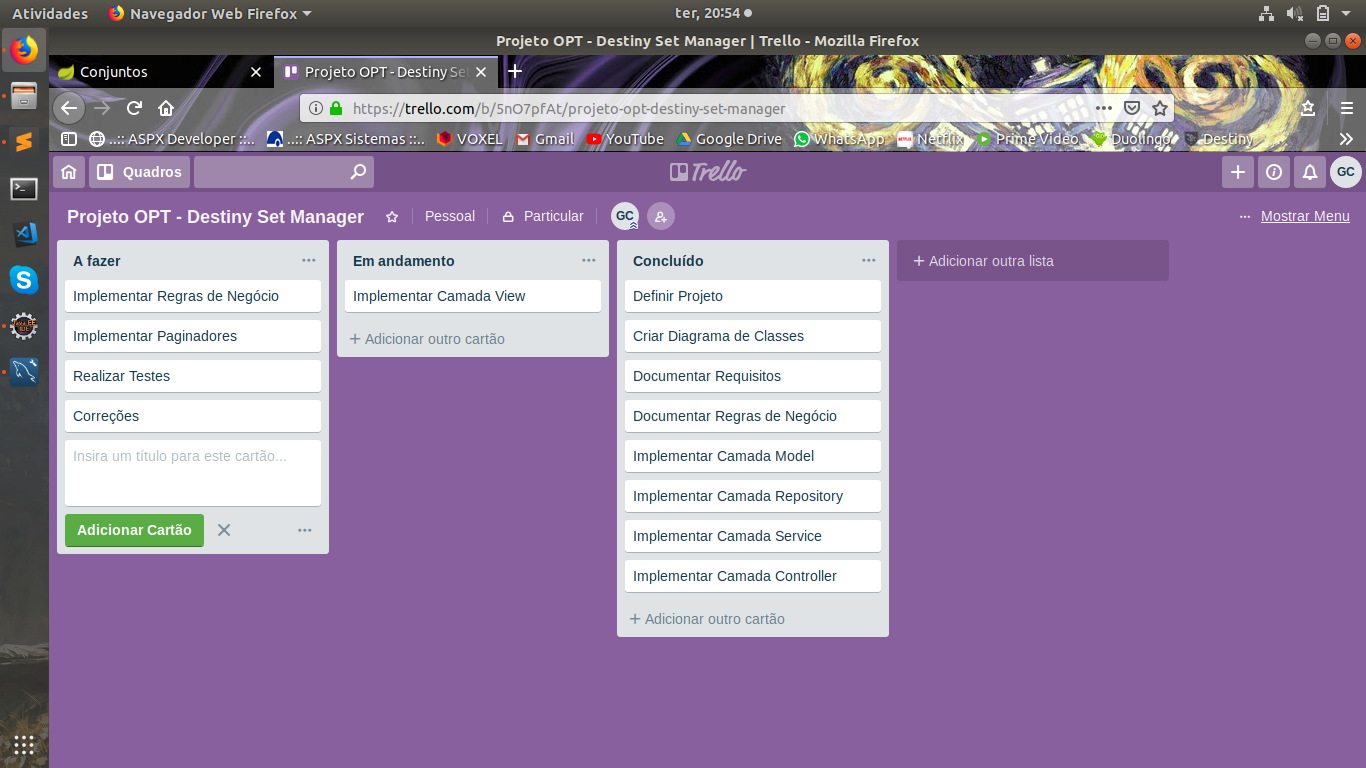 Atividades Navegador Web Firefox ter, 20:54
Projeto OPT - Destiny Set Manager | Trello - Mozilla Firefox
Conjuntos Projeto OPT - Destiny Set
https://trello.com/b/5nO7pfAt/projeto-opt-destiny-set-manager
..:: ASPX Developer ::.. ..:: ASPX Sistemas ::... VOXEL Gmail YouTube Google Drive WhatsApp Netflix Prime Video Duolingo Destiny
Quadros Trello GC
Projeto OPT - Destiny Set Manager Pessoal Particular GC Mostrar Menu
A fazer
Implementar Regras de Negócio
Implementar Paginadores
Realizar Testes
Correções
Insira um título para este cartão...
Adicionar Cartão
Em andamento
Implementar Camada View
Adicionar outro cartão
Concluído
Definir Projeto
Criar Diagrama de Classes
Documentar Requisitos
Documentar Regras de Negócio
Implementar Camada Model
Implementar Camada Repository
Implementar Camada Service
Implementar Camada Controller
Adicionar outro cartão
Adicionar outra lista